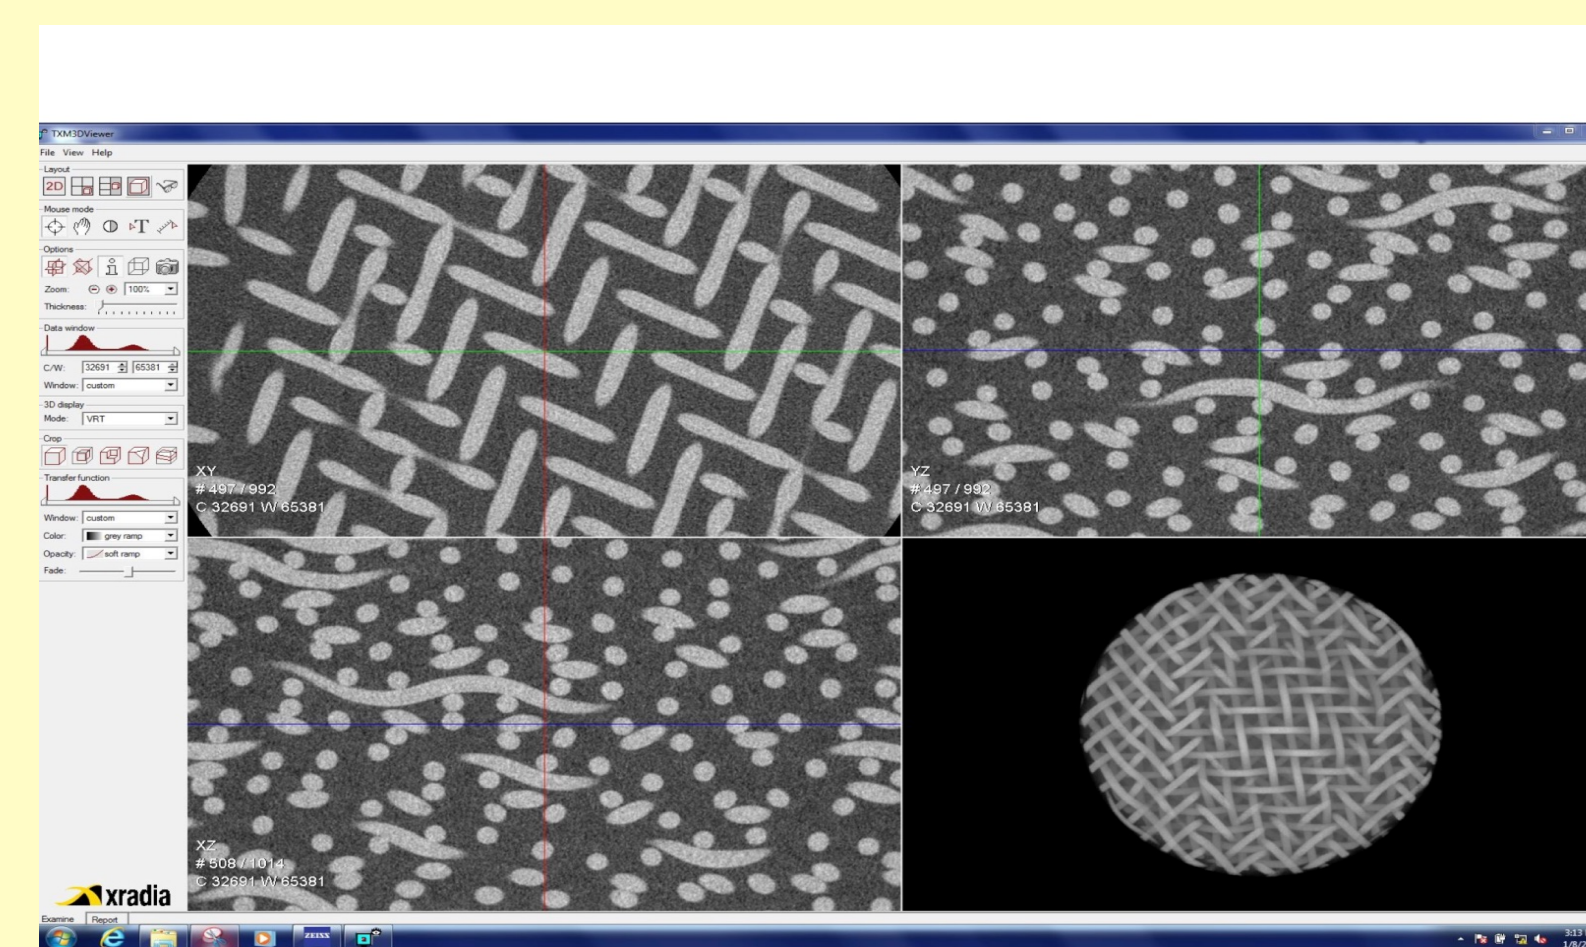 TXM3DViewer
File View Help
Layout
2D
Mouse mode
T
Options
Zoom: 100%
Thickness:
Data window
C/W: 32691 65381
Window: custom
3D display
Mode: VRT
Crop
Transfer function
Window: custom
Color: grey ramp
Opacity: soft ramp
Fade:
xradia
Examine Report
XY
# 497 / 992
C 32691 W 65381
YZ
# 497 / 992
C 32691 W 65381
XZ
# 508 / 1014
C 32691 W 65381
ZEISS
3:13